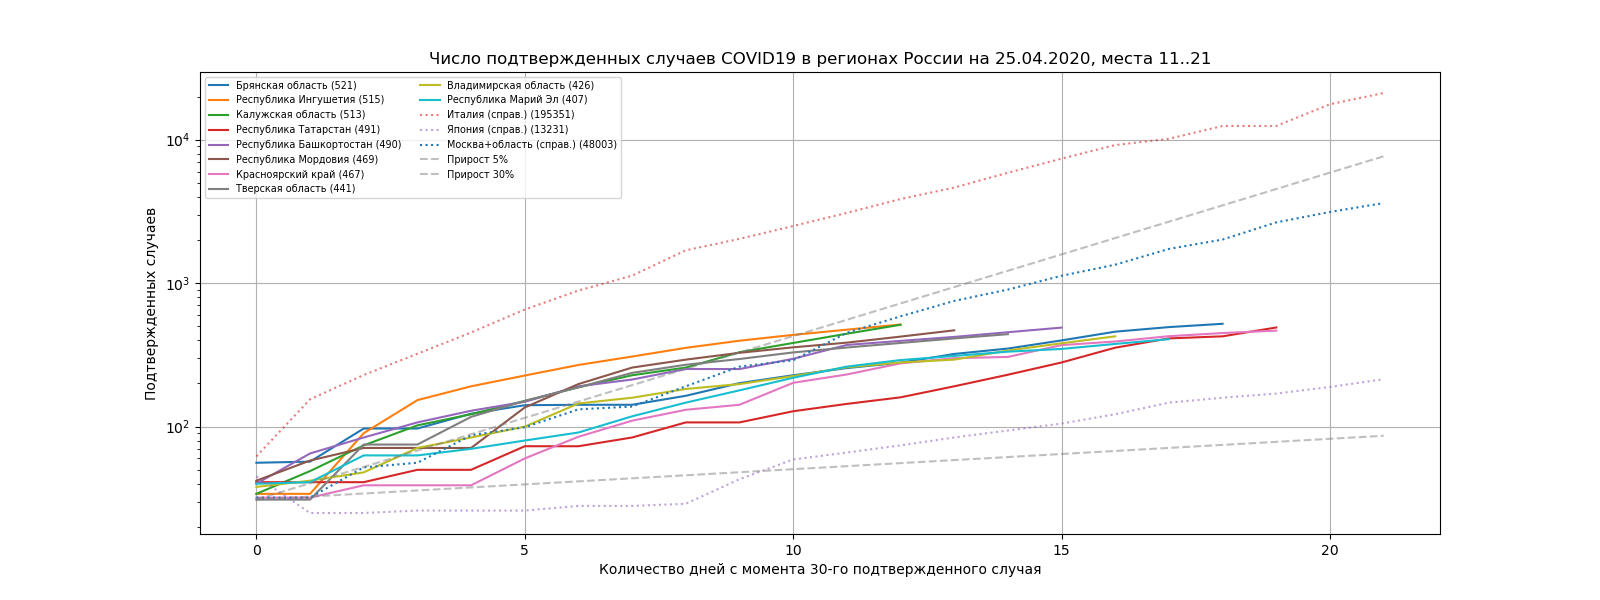 Число подтвержденных случаев COVID19 в регионах России на 25.04.2020, места 11..21
Брянская область (521)
Республика Ингушетия (515)
Калужская область (513)
Республика Татарстан (491)
Республика Башкортостан (490)
Республика Мордовия (469)
Красноярский край (467)
Тверская область (441)
Владимирская область (426)
Республика Марий Эл (407)
Италия (справ.) (195351)
Япония (справ.) (13231)
Москва+область (справ.) (48003)
Прирост 5%
Прирост 30%
Подтвержденных случаев
10⁴
10³
10²
0 5 10 15 20
Количество дней с момента 30-го подтвержденного случая